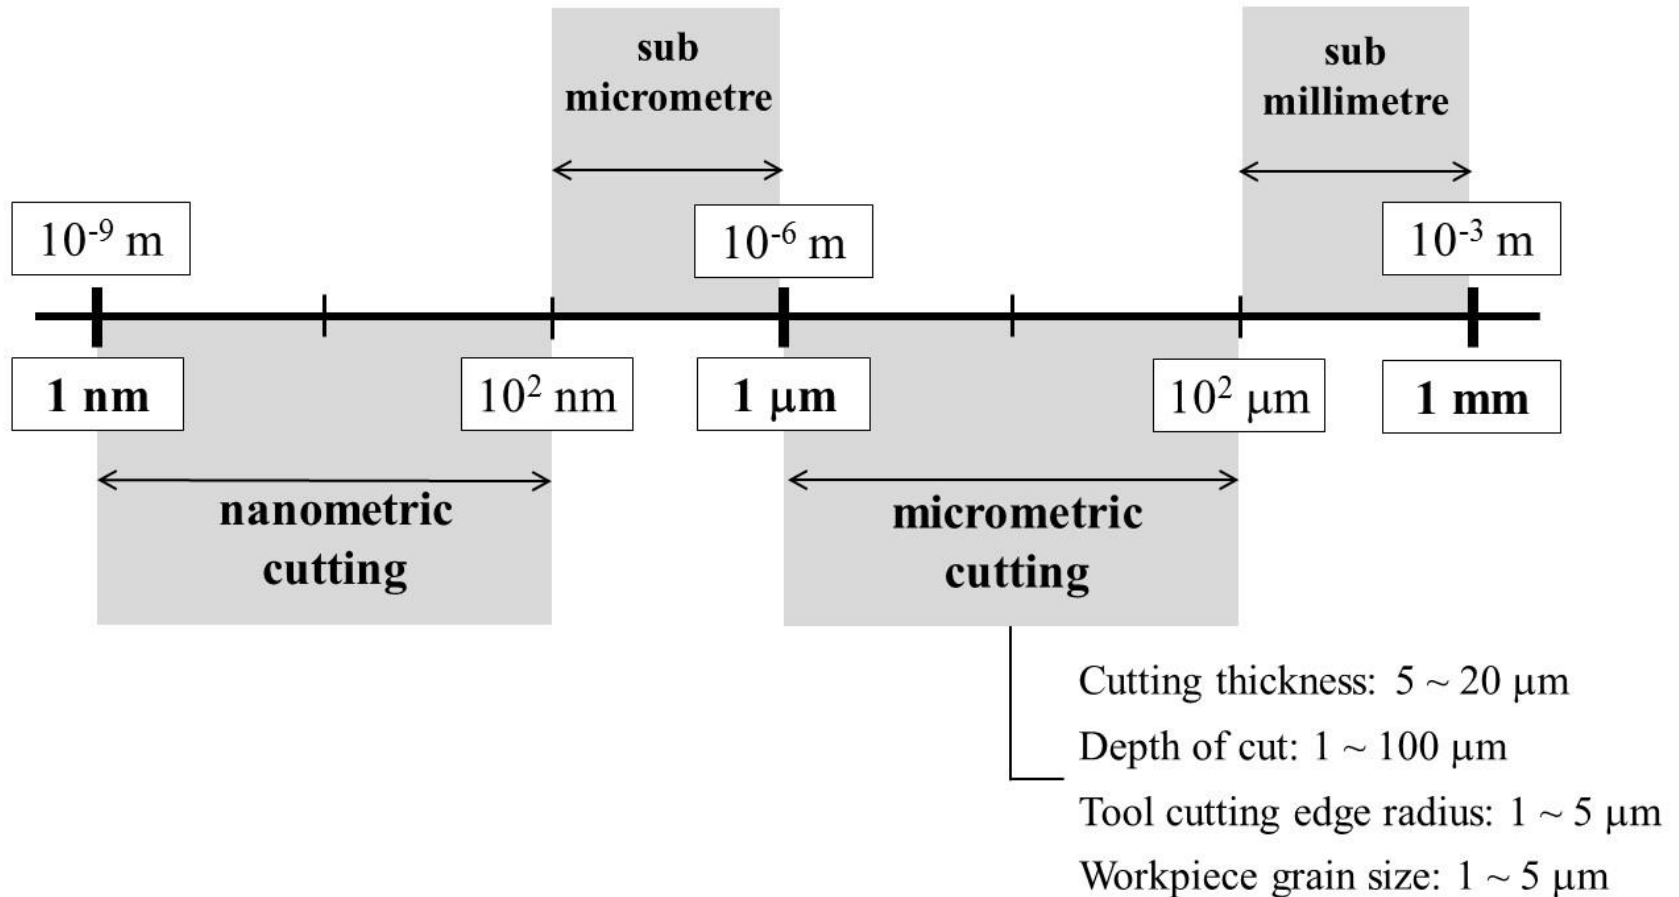 sub
micrometre
sub
millimetre
10⁻⁹ m
10⁻⁶ m
10⁻³ m
1 nm
10² nm
1 μm
10² μm
1 mm
nanometric
cutting
micrometric
cutting
Cutting thickness: 5 ~ 20 μm
Depth of cut: 1 ~ 100 μm
Tool cutting edge radius: 1 ~ 5 μm
Workpiece grain size: 1 ~ 5 μm